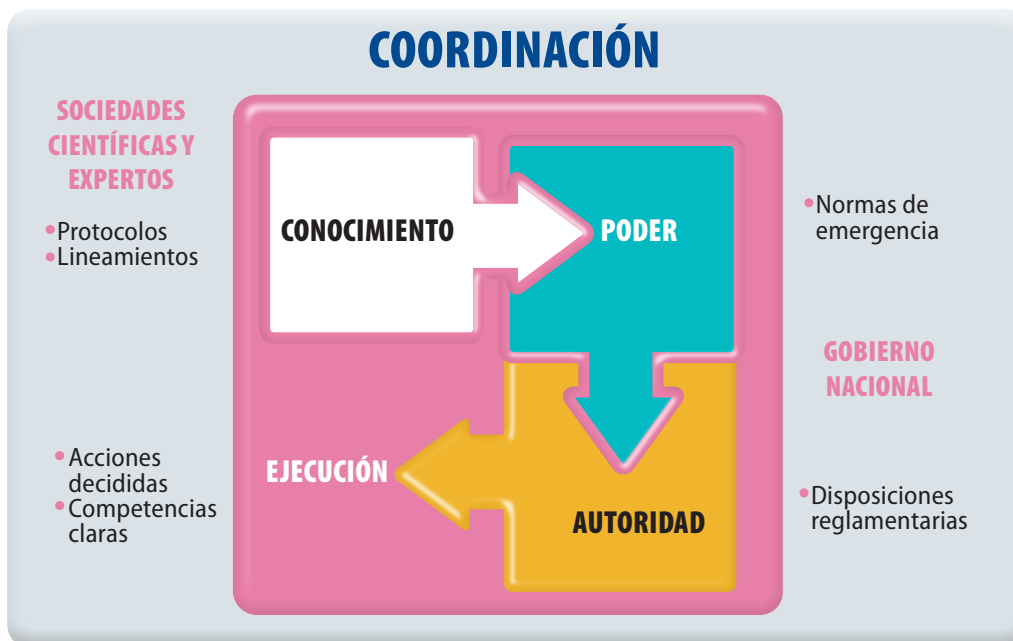 COORDINACIÓN
SOCIEDADES
CIENTÍFICAS Y
EXPERTOS
•Protocolos
•Lineamientos
CONOCIMIENTO
PODER
•Normas de
emergencia
GOBIERNO
NACIONAL
•Acciones
decididas
•Competencias
claras
EJECUCIÓN
AUTORIDAD
•Disposiciones
reglamentarias